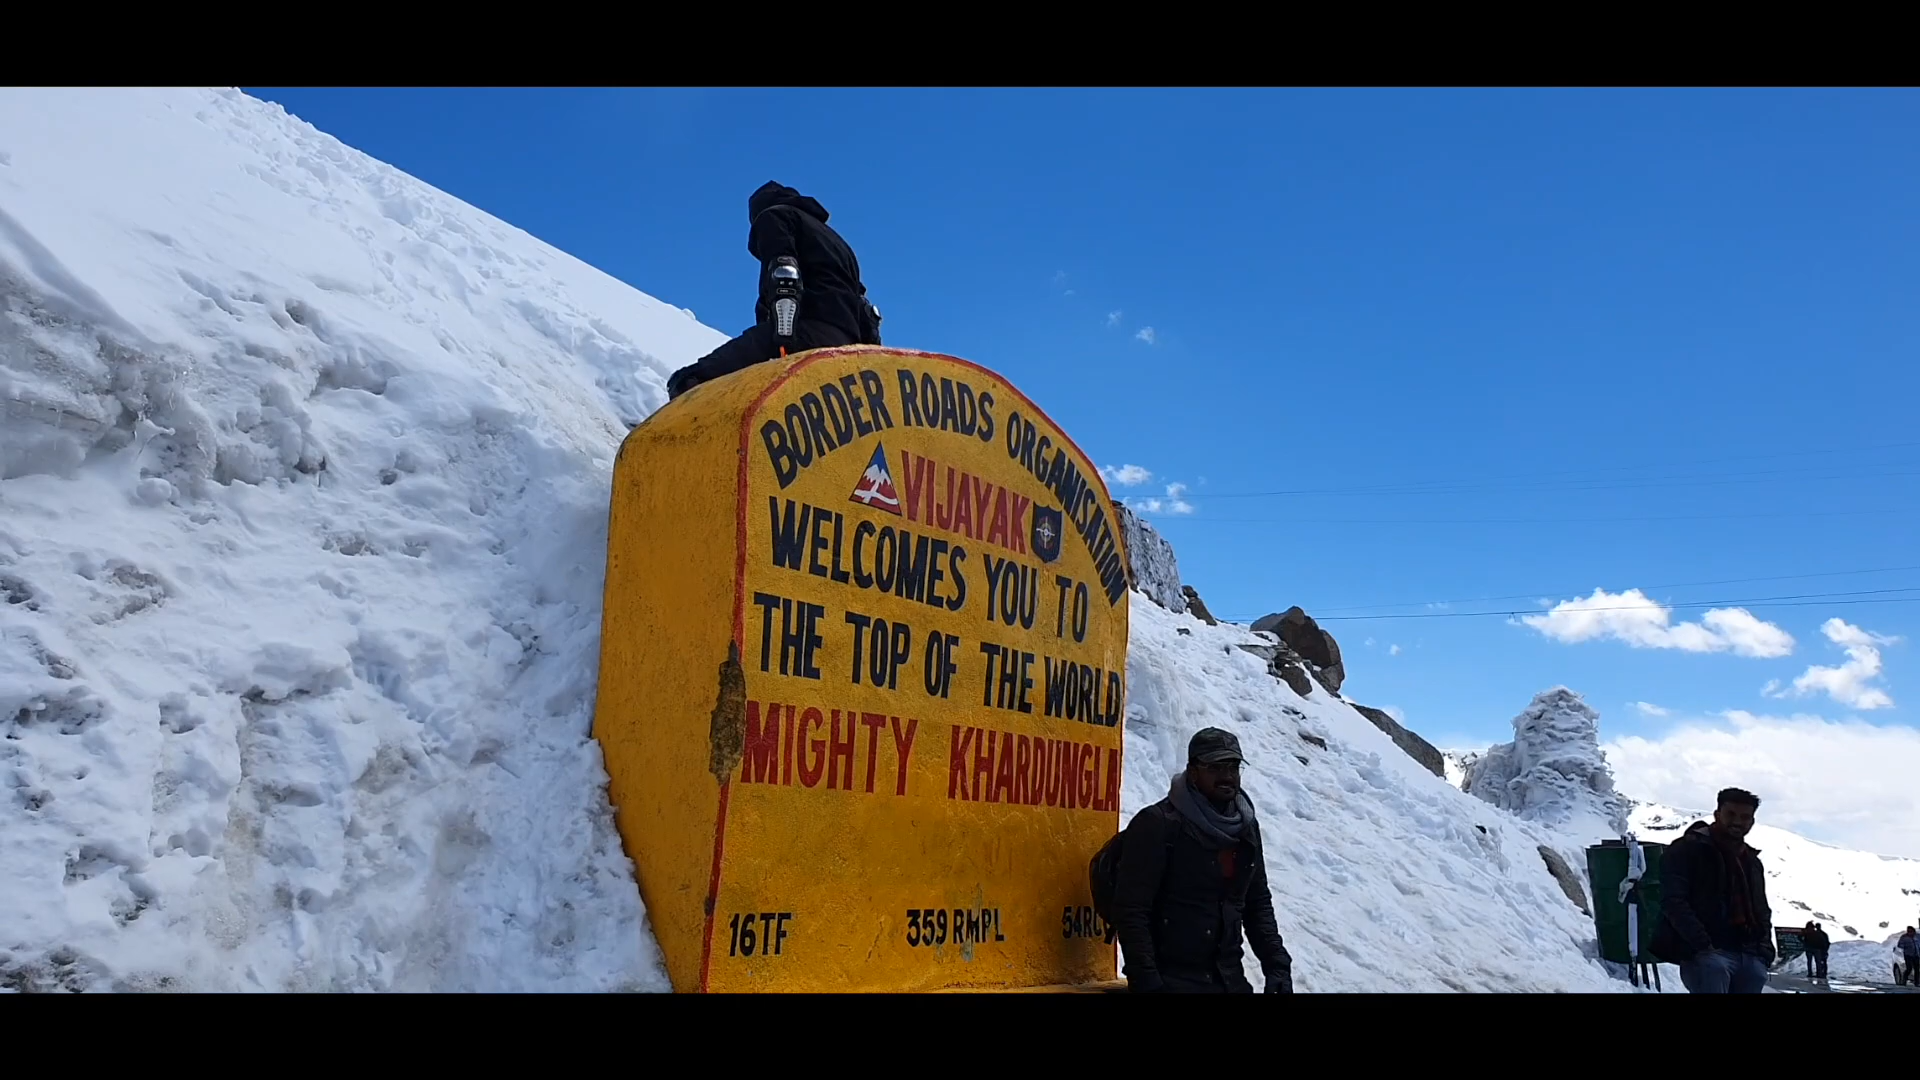 BORDER ROADS ORGANISATION
VIJAYAK
WELCOMES YOU TO
THE TOP OF THE WORLD
MIGHTY KHARDUNGLA
16TF 359 RMPL